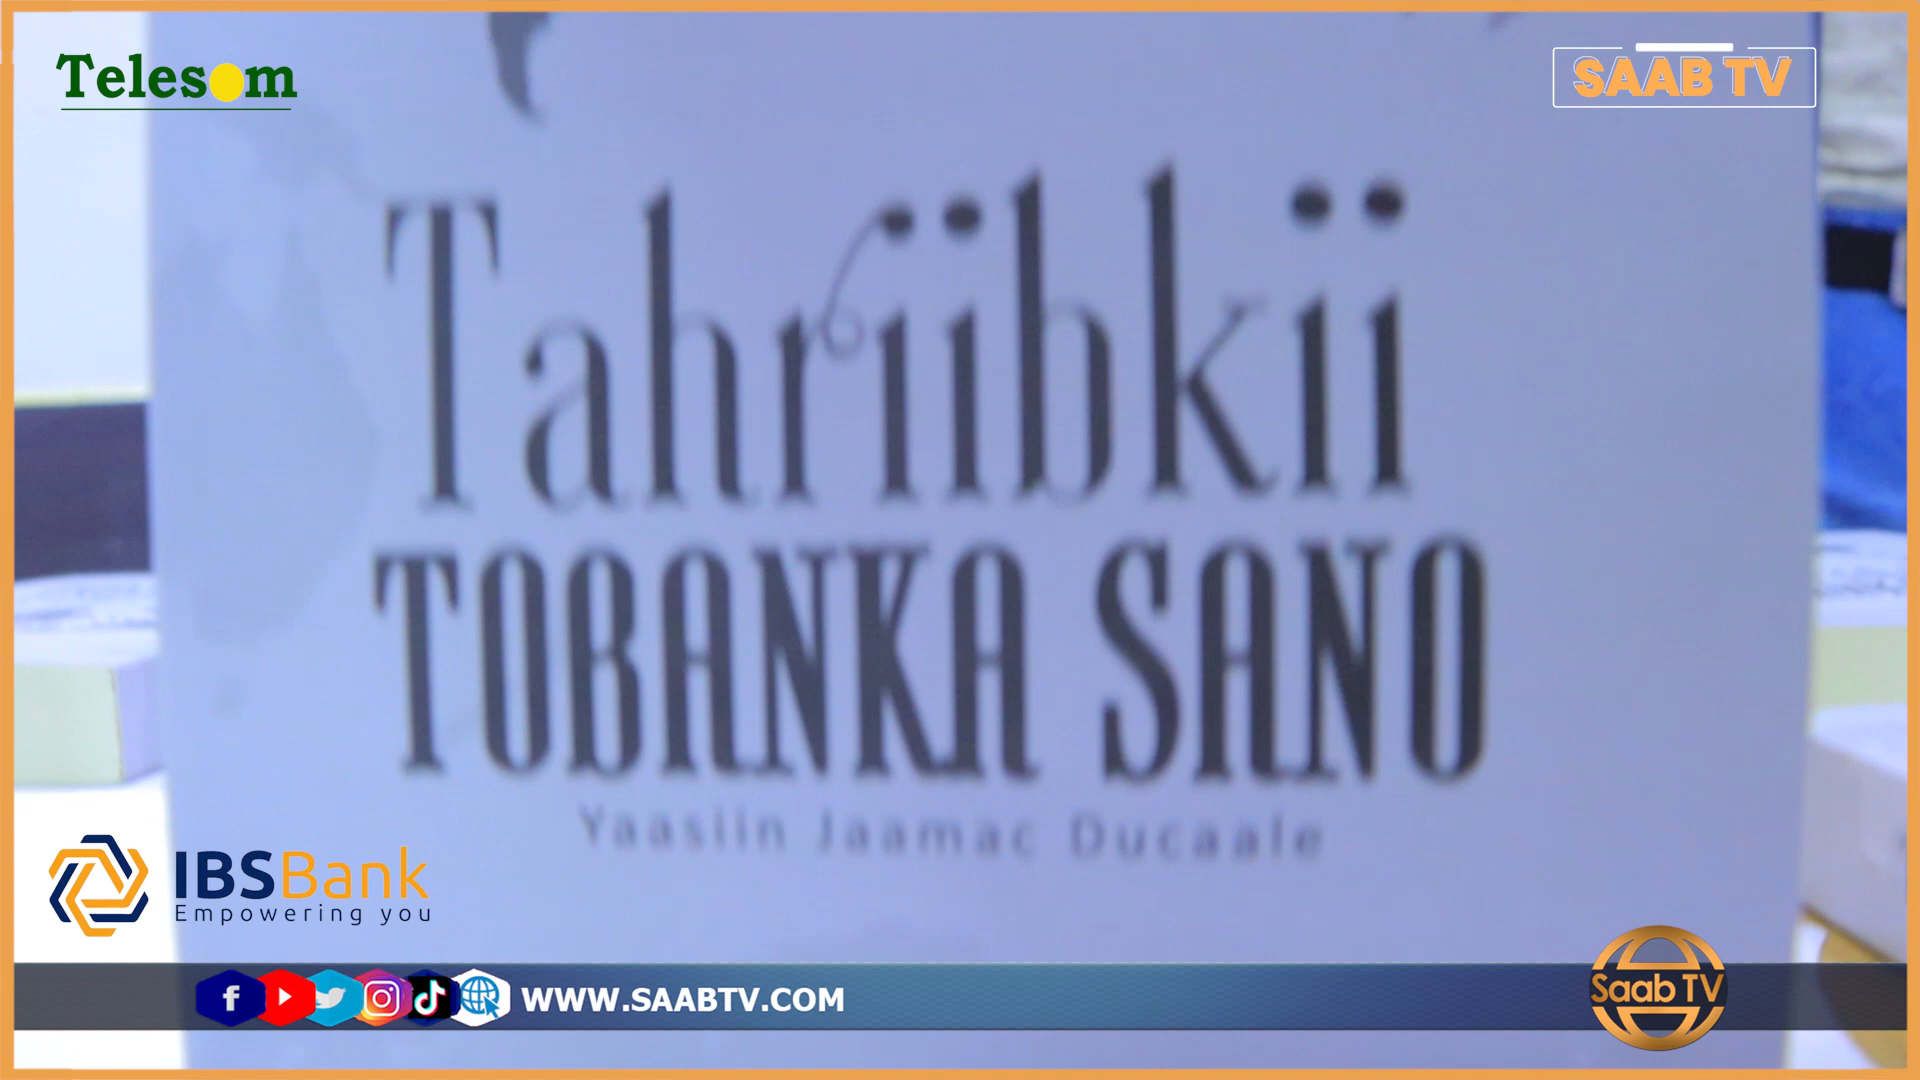 Telesom
SAAB TV
Tahriibkii
TOBANKA SANO
Yaasiin Jaamac Ducaale
IBSBank
Empowering you
WWW.SAABTV.COM
Saab TV